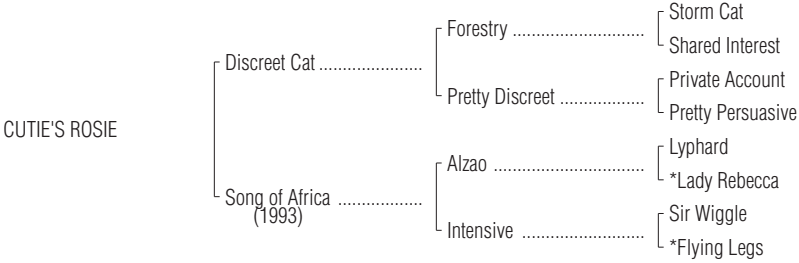 Storm Cat
Forestry ............................
Shared Interest
Discreet Cat ......................
Private Account
Pretty Discreet ..................
Pretty Persuasive
CUTIE'S ROSIE
Lyphard
Alzao ................................
*Lady Rebecca
Song of Africa ..................
(1993)
Sir Wiggle
Intensive ..........................
*Flying Legs